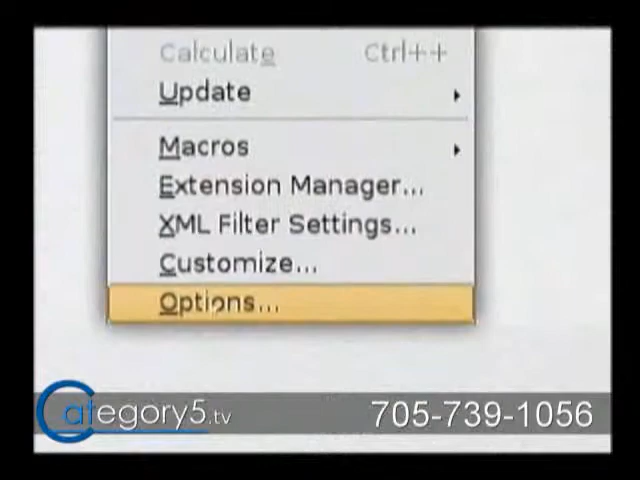 Calculate Ctrl++
Update
Macros
Extension Manager...
XML Filter Settings...
Customize...
Options...
Category5.tv 705-739-1056